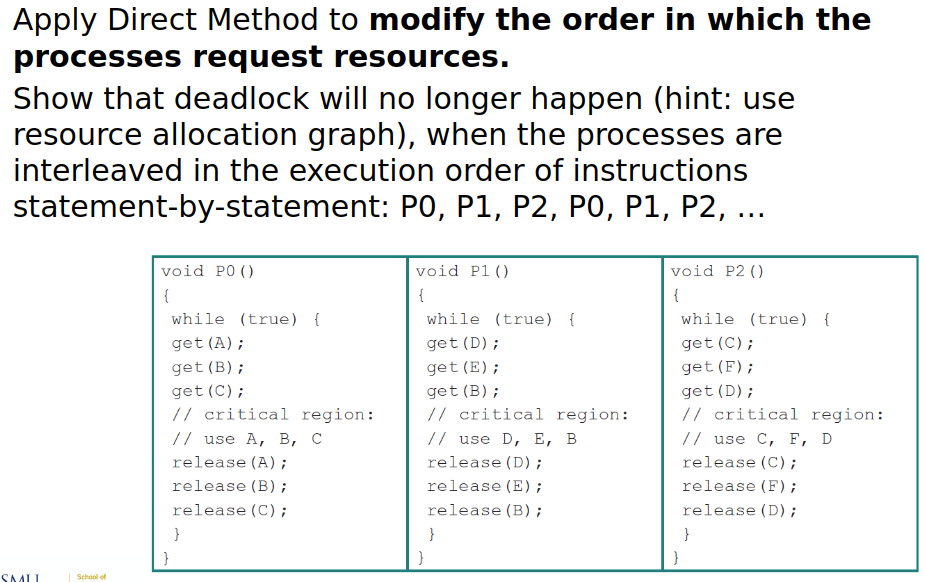 Apply Direct Method to modify the order in which the
processes request resources.
Show that deadlock will no longer happen (hint: use
resource allocation graph), when the processes are
interleaved in the execution order of instructions
statement-by-statement: P0, P1, P2, P0, P1, P2, ...
void P0()
{
while (true) {
get(A);
get(B);
get(C);
// critical region:
// use A, B, C
release(A);
release(B);
release(C);
}
}
void P1()
{
while (true) {
get(D);
get(E);
get(B);
// critical region:
// use D, E, B
release(D);
release(E);
release(B);
}
}
void P2()
{
while (true) {
get(C);
get(F);
get(D);
// critical region:
// use C, F, D
release(C);
release(F);
release(D);
}
}
School of